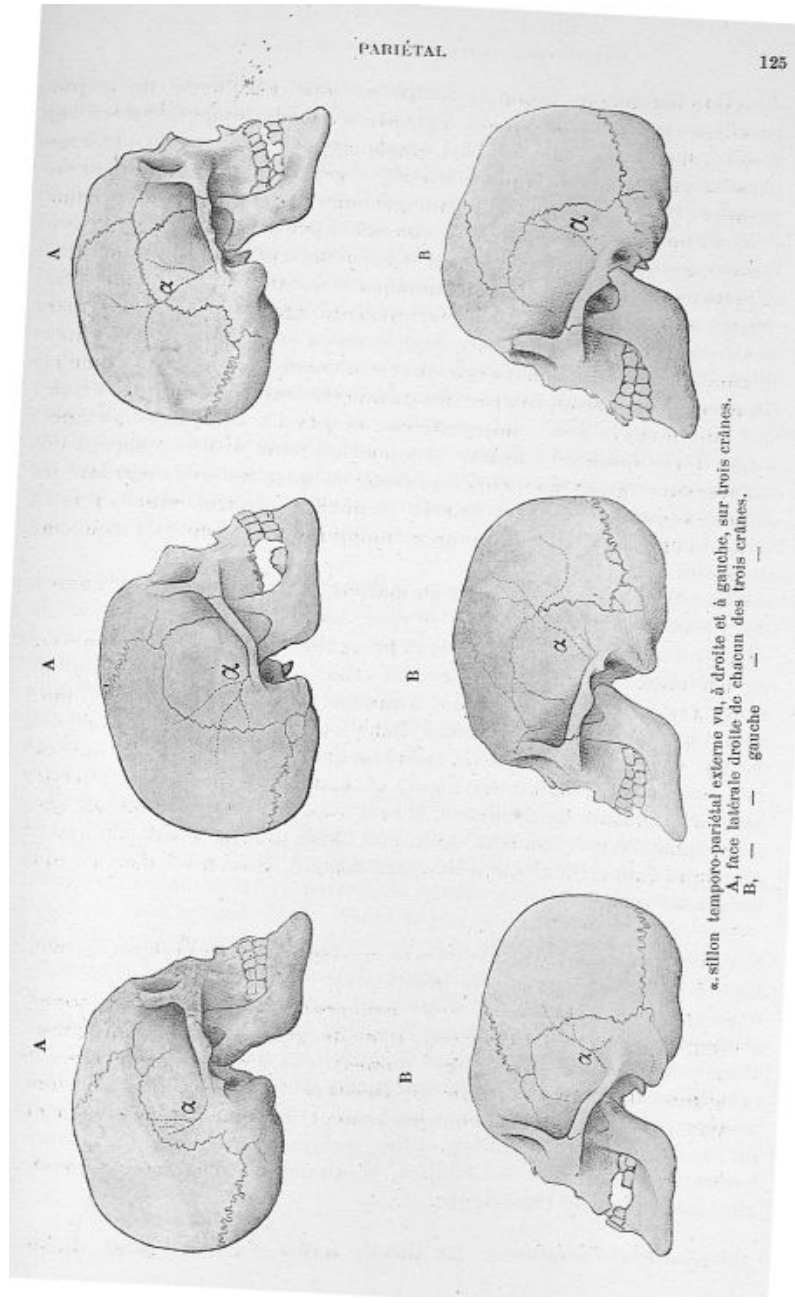 PARIÉTAL
125
A
A
A
B
B
B
α
α
α
α
α
α
α. sillon temporo-pariétal externe vu, à droite et à gauche, sur trois crânes.
A, face latérale droite de chacun des trois crânes.
B, — — gauche — —